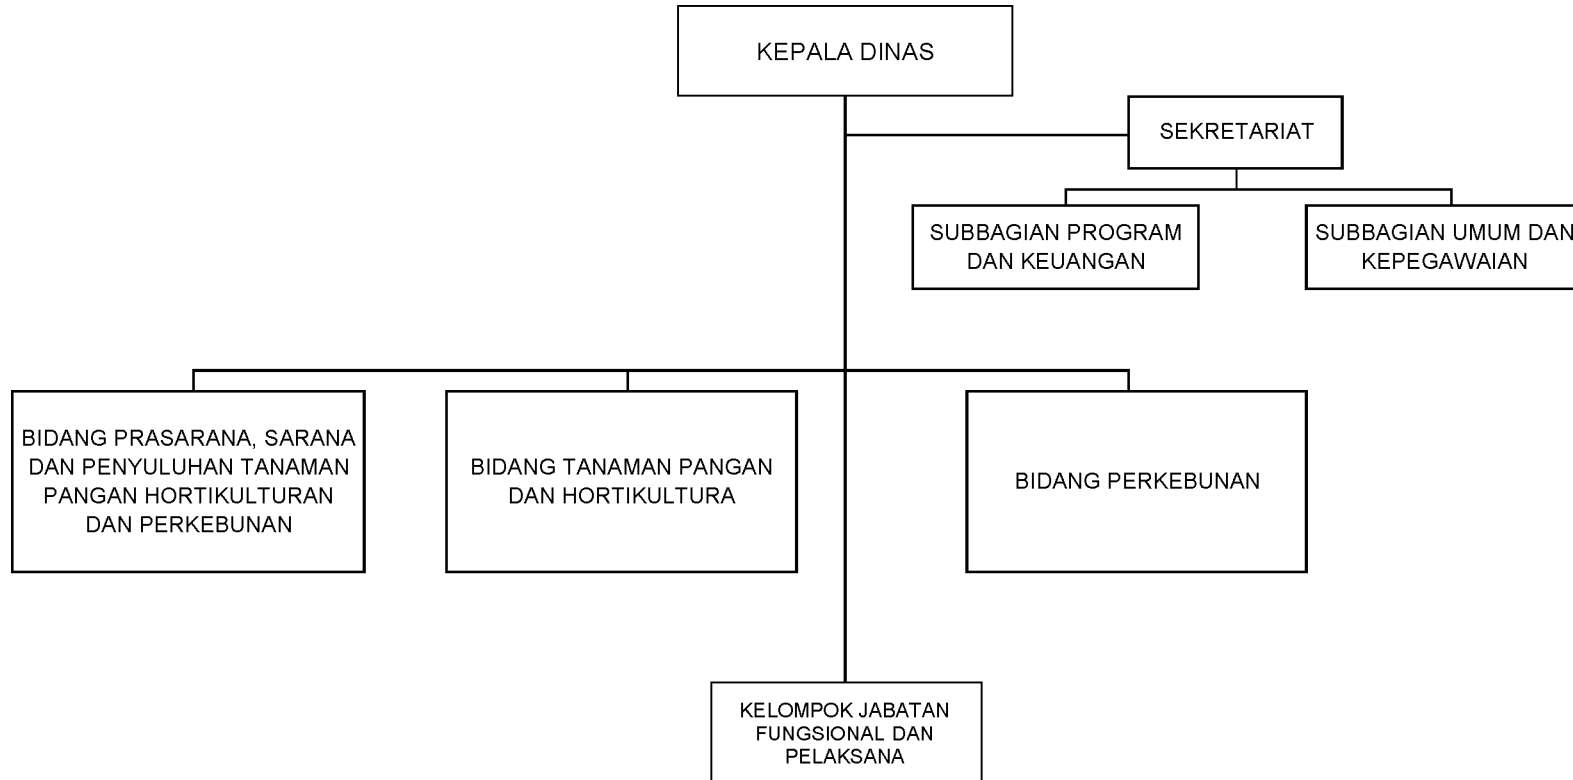 KEPALA DINAS
SEKRETARIAT
SUBBAGIAN PROGRAM
DAN KEUANGAN
SUBBAGIAN UMUM DAN
KEPEGAWAIAN
BIDANG PRASARANA, SARANA
DAN PENYULUHAN TANAMAN
PANGAN HORTIKULTURAN
DAN PERKEBUNAN
BIDANG TANAMAN PANGAN
DAN HORTIKULTURA
BIDANG PERKEBUNAN
KELOMPOK JABATAN
FUNGSIONAL DAN
PELAKSANA